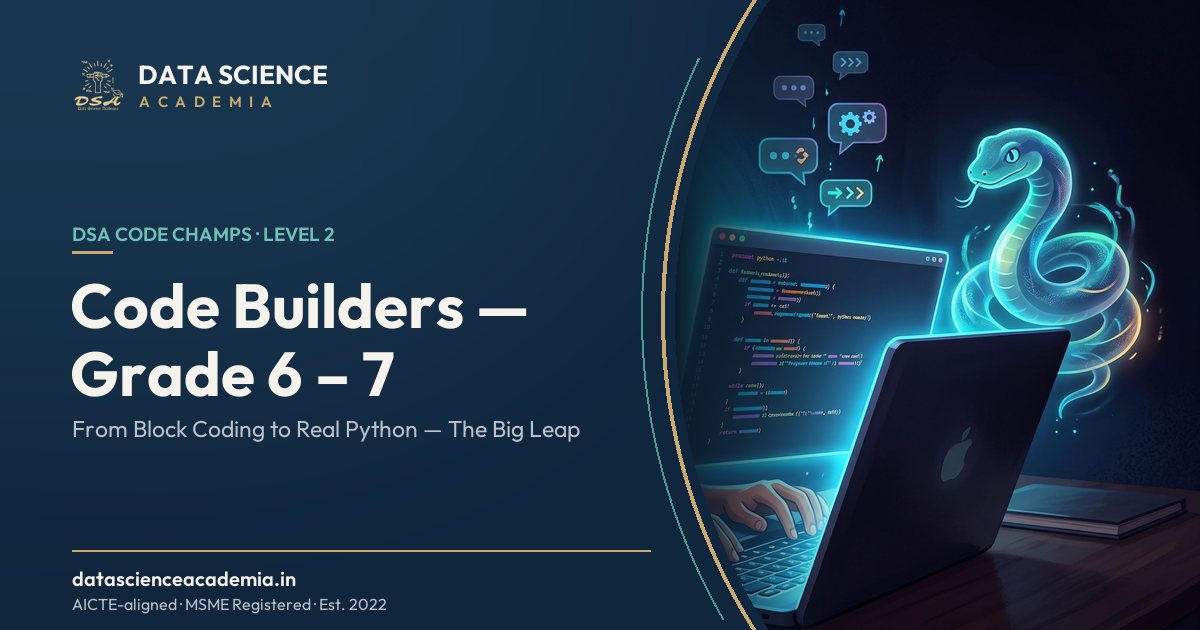 DATA SCIENCE
DSA
ACADEMIA
DSA CODE CHAMPS · LEVEL 2
Code Builders —
Grade 6 – 7
From Block Coding to Real Python — The Big Leap
datascienceacademia.in
AICTE-aligned · MSME Registered · Est. 2022